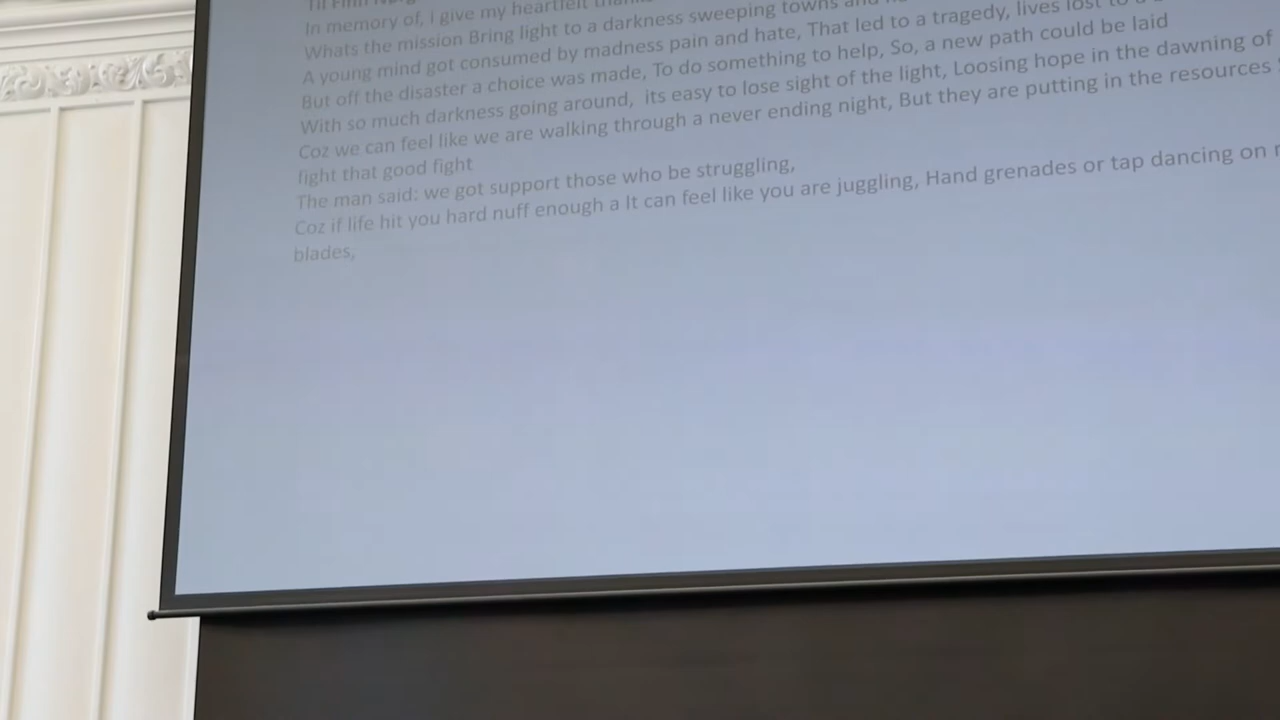 In memory of, i give my heartfelt
Whats the mission Bring light to a darkness sweeping towns and
A young mind got consumed by madness pain and hate, That led to a tragedy, lives lost to a
But off the disaster a choice was made, To do something to help, So, a new path could be laid
With so much darkness going around, its easy to lose sight of the light, Loosing hope in the dawning of
Coz we can feel like we are walking through a never ending night, But they are putting in the resources
fight that good fight
The man said: we got support those who be struggling,
Coz if life hit you hard nuff enough a It can feel like you are juggling, Hand grenades or tap dancing on
blades,